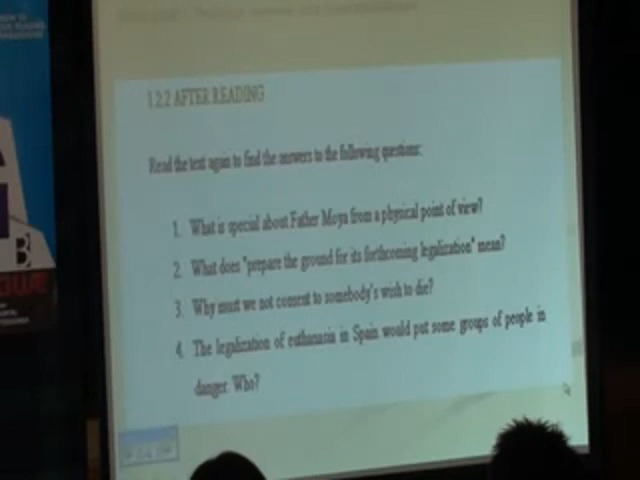 1.2.2 AFTER READING
Read the text again to find the answers to the following questions:
1. What is special about Father Moya from a physical point of view?
2. What does "prepare the ground for its forthcoming legalization" mean?
3. Why must we not consent to somebody's wish to die?
4. The legalization of euthanasia in Spain would put some groups of people in
danger. Who?